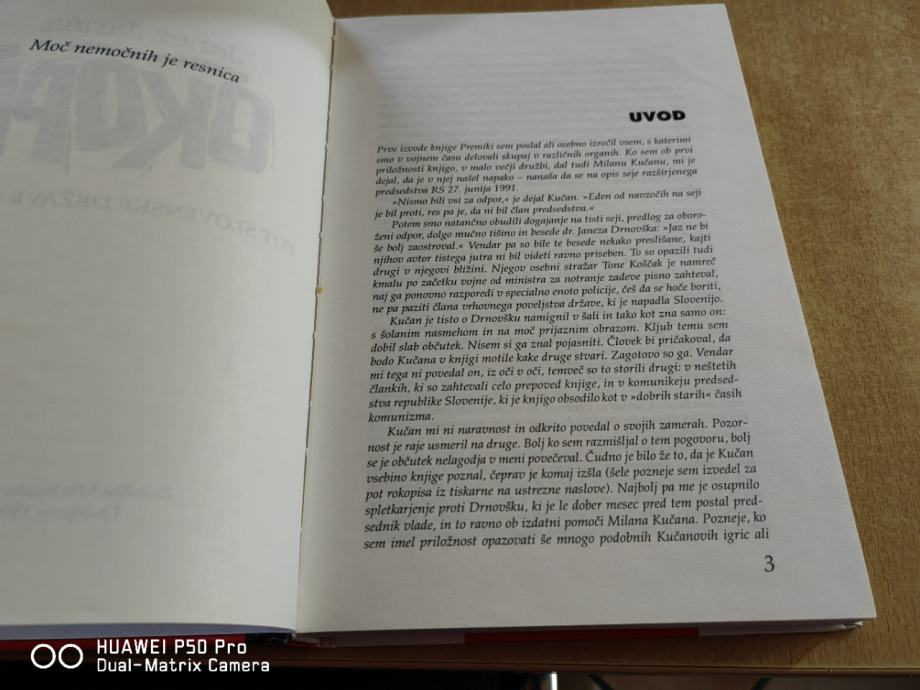 Moč nemočnih je resnica
UVOD
Prve izvode knjige Premiki sem poslal ali osebno izročil vsem, s katerimi
smo v vojnem času delovali skupaj v različnih organih. Ko sem ob prvi
priložnosti knjigo, v malo večji družbi, dal tudi Milanu Kučanu, mi je
dejal, da je v njej našel napako – nanaša da se na opis seje razširjenega
predsedstva RS 27. junija 1991.
»Nismo bili vsi za odpor,« je dejal Kučan. »Eden od navzočih na seji
je bil proti, res pa je, da ni bil član predsedstva.«
Potem smo natančno obudili dogajanje na tisti seji, predlog za oboro-
ženi odpor, dolgo mučno tišino in besede dr. Janeza Drnovška: »Jaz ne bi
še bolj zaostroval.« Vendar pa so bile te besede nekako preslišane, kajti
njihov avtor tistega jutra ni bil videti ravno priseben. To so opazili tudi
drugi v njegovi bližini. Njegov osebni stražar Tone Koščak je namreč
kmalu po začetku vojne od ministra za notranje zadeve pisno zahteval,
naj ga ponovno razporedi v specialno enoto policije, češ da se hoče boriti,
ne pa paziti člana vrhovnega poveljstva države, ki je napadla Slovenijo.
Kučan je tisto o Drnovšku namignil v šali in tako kot zna samo on:
s šolanim nasmehom in na moč prijaznim obrazom. Kljub temu sem
dobil slab občutek. Nisem si ga znal pojasniti. Človek bi pričakoval, da
bodo Kučana v knjigi motile kake druge stvari. Zagotovo so ga. Vendar
mi tega ni povedal on, iz oči v oči, temveč so to storili drugi: v neštetih
člankih, ki so zahtevali celo prepoved knjige, in v komunikeju predsed-
stva republike Slovenije, ki je knjigo obsodilo kot v »dobrih starih« časih
komunizma.
Kučan mi ni naravnost in odkrito povedal o svojih zamerah. Pozor-
nost je raje usmeril na druge. Bolj ko sem razmišljal o tem pogovoru, bolj
se je občutek nelagodja v meni povečeval. Čudno je bilo že to, da je Kučan
vsebino knjige poznal, čeprav je komaj izšla (šele pozneje sem izvedel za
pot rokopisa iz tiskarne na ustrezne naslove). Najbolj pa me je osupnilo
spletkarjenje proti Drnovšku, ki je le dober mesec pred tem postal pred-
sednik vlade, in to ravno ob izdatni pomoči Milana Kučana. Pozneje, ko
sem imel priložnost opazovati še mnogo podobnih Kučanovih igric ali
3
HUAWEI P50 Pro
Dual-Matrix Camera